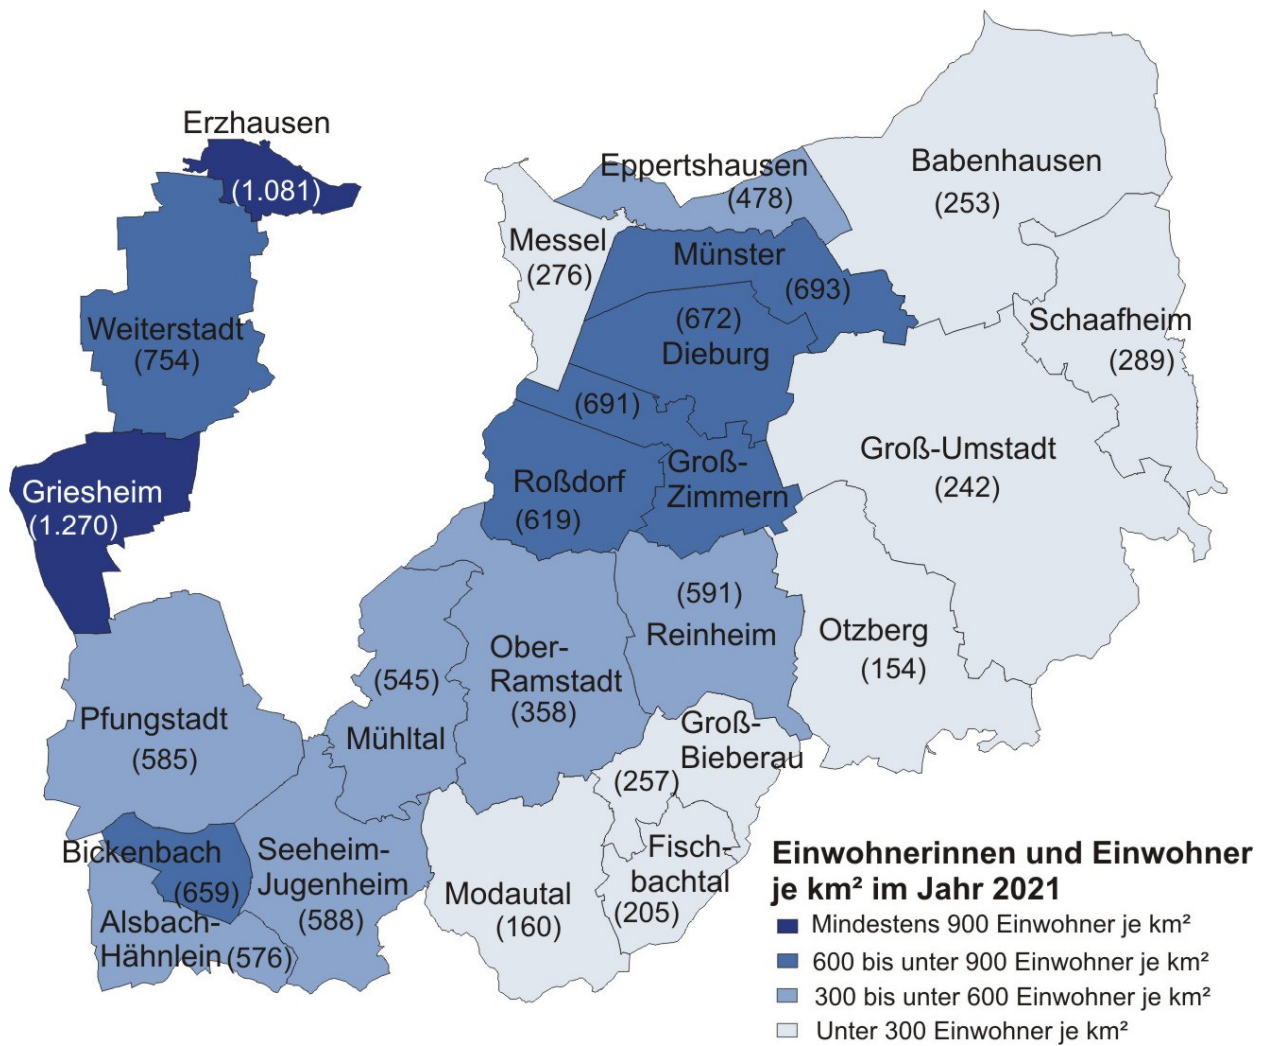 Erzhausen
(1.081)
Eppertshausen
(478)
Babenhausen
(253)
Messel
(276)
Münster
(693)
Weiterstadt
(754)
(672)
Dieburg
Schaafheim
(289)
(691)
Groß-
Zimmern
Roßdorf
(619)
Groß-Umstadt
(242)
Griesheim
(1.270)
(591)
Reinheim
Otzberg
(154)
Ober-
Ramstadt
(358)
(545)
Mühltal
Pfungstadt
(585)
Groß-
Bieberau
(257)
Bickenbach
(659)
Seeheim-
Jugenheim
(588)
Fisch-
bachtal
(205)
Modautal
(160)
Alsbach-
Hähnlein (576)
Einwohnerinnen und Einwohner
je km² im Jahr 2021
Mindestens 900 Einwohner je km²
600 bis unter 900 Einwohner je km²
300 bis unter 600 Einwohner je km²
Unter 300 Einwohner je km²